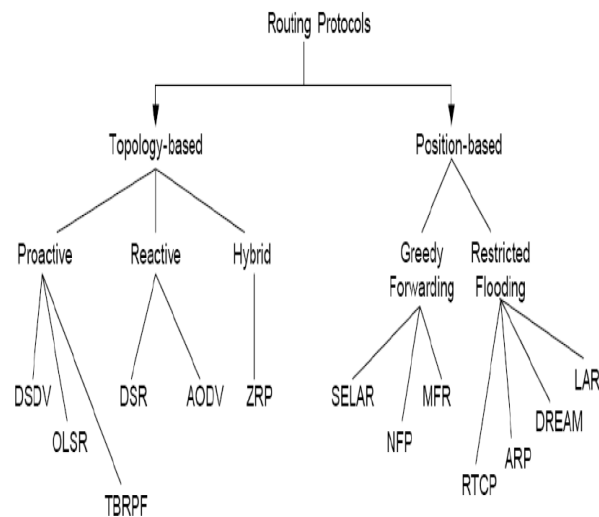 Routing Protocols
Topology-based
Position-based
Proactive
Reactive
Hybrid
Greedy
Forwarding
Restricted
Flooding
DSDV
OLSR
TBRPF
DSR
AODV
ZRP
SELAR
NFP
MFR
RTCP
ARP
DREAM
LAR